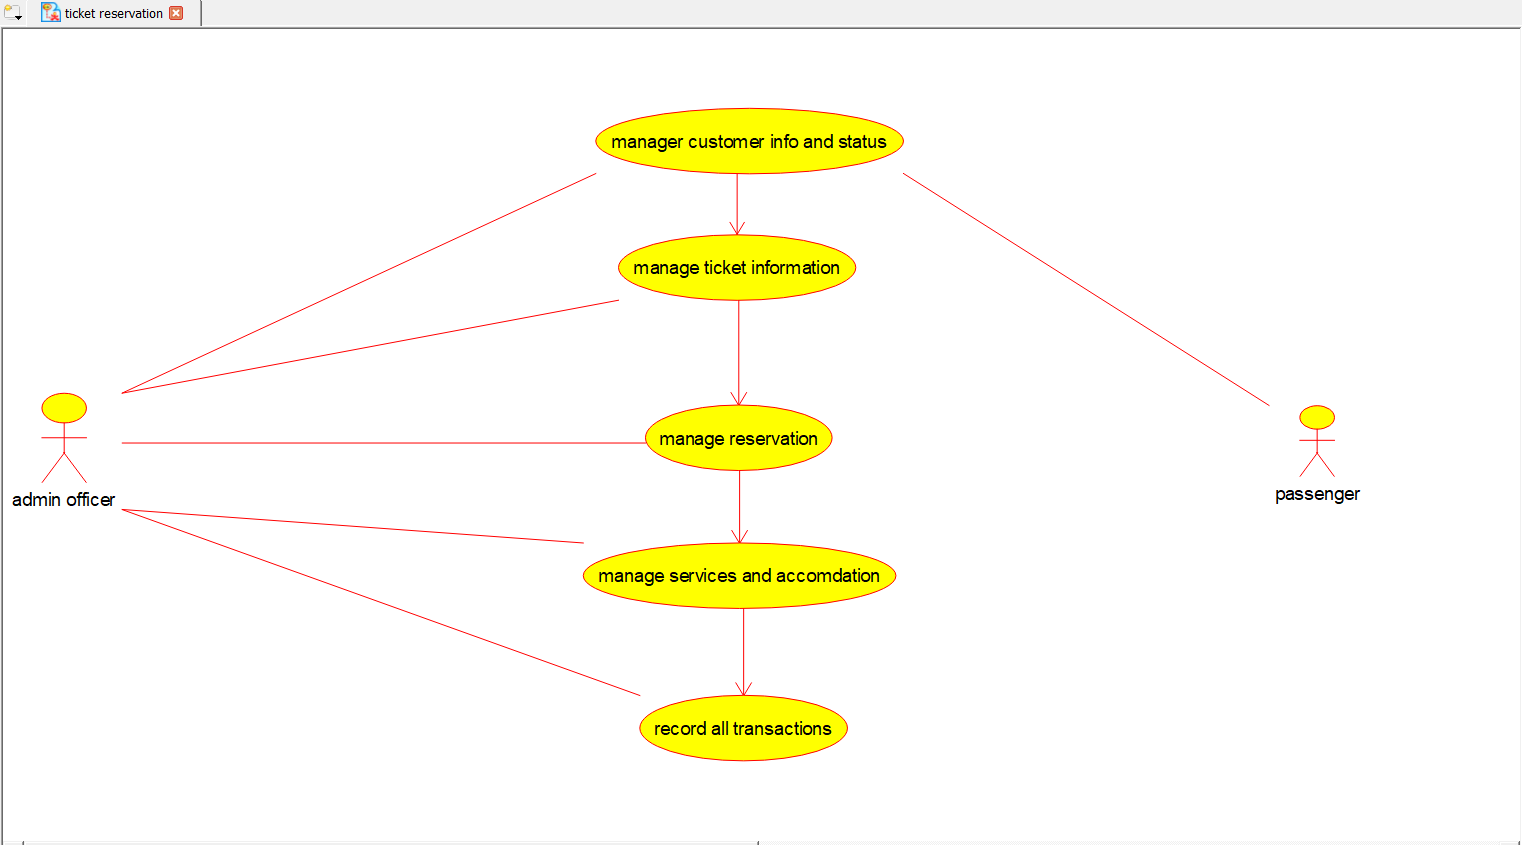 ticket reservation
manager customer info and status
manage ticket information
manage reservation
admin officer
passenger
manage services and accomdation
record all transactions